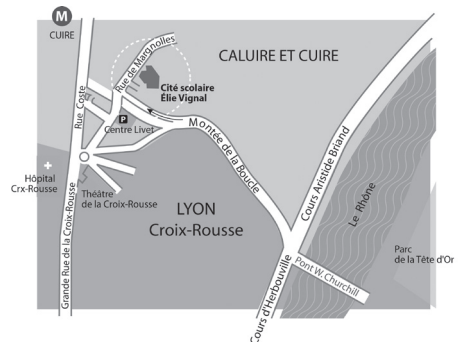 M
CUIRE
CALUIRE ET CUIRE
Rue de Margnolles
Cité scolaire
Élie Vignal
Rue Coste
P
Centre Livet
Montée de la Boucle
Cours Aristide Briand
Hôpital
Crx-Rousse
Théâtre
de la Croix-Rousse
LYON
Croix-Rousse
Le Rhône
Grande Rue de la Croix-Rousse
Parc
de la Tête d'Or
Pont W. Churchill
Cours d'Herbouville